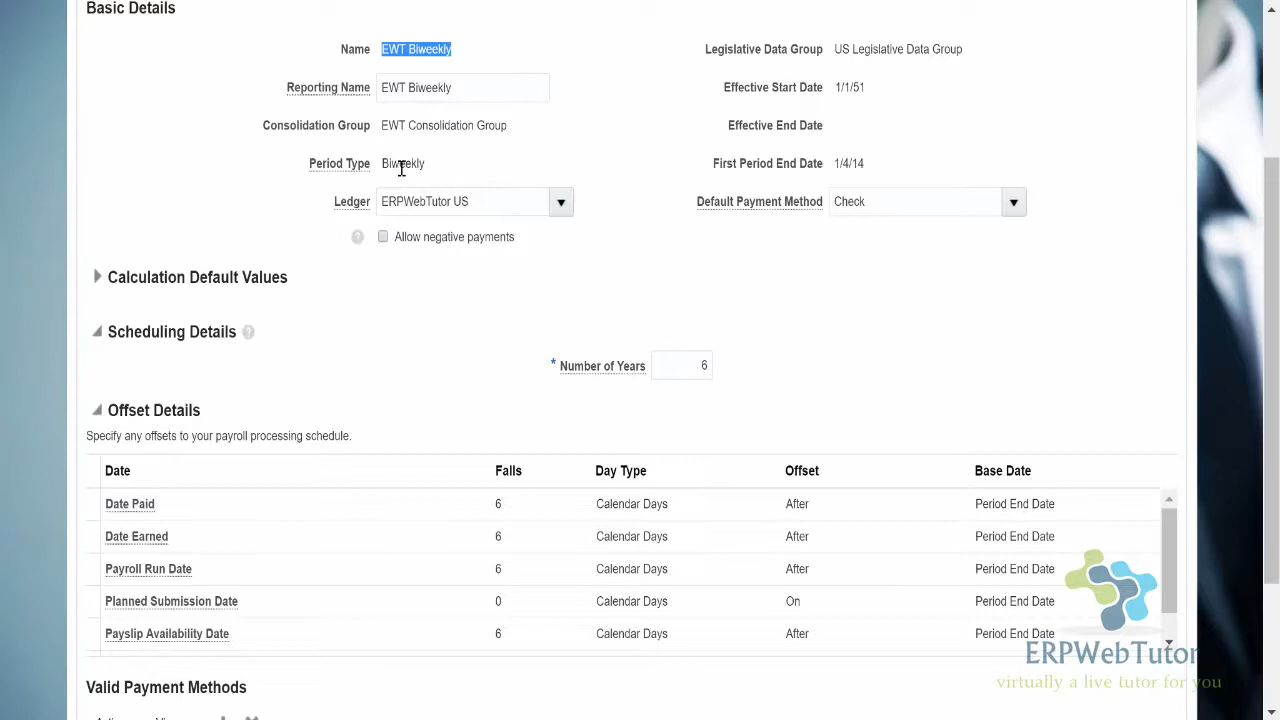 Basic Details
Name EWT Biweekly Legislative Data Group US Legislative Data Group
Reporting Name EWT Biweekly Effective Start Date 1/1/51
Consolidation Group EWT Consolidation Group Effective End Date
Period Type Biweekly First Period End Date 1/4/14
Ledger ERPWebTutor US Default Payment Method Check
Allow negative payments
Calculation Default Values
Scheduling Details
* Number of Years 6
Offset Details
Specify any offsets to your payroll processing schedule.
Date Falls Day Type Offset Base Date
Date Paid 6 Calendar Days After Period End Date
Date Earned 6 Calendar Days After Period End Date
Payroll Run Date 6 Calendar Days After Period End Date
Planned Submission Date 0 Calendar Days On Period End Date
Payslip Availability Date 6 Calendar Days After Period End Date
ERPWebTutor
virtually a live tutor for you
Valid Payment Methods